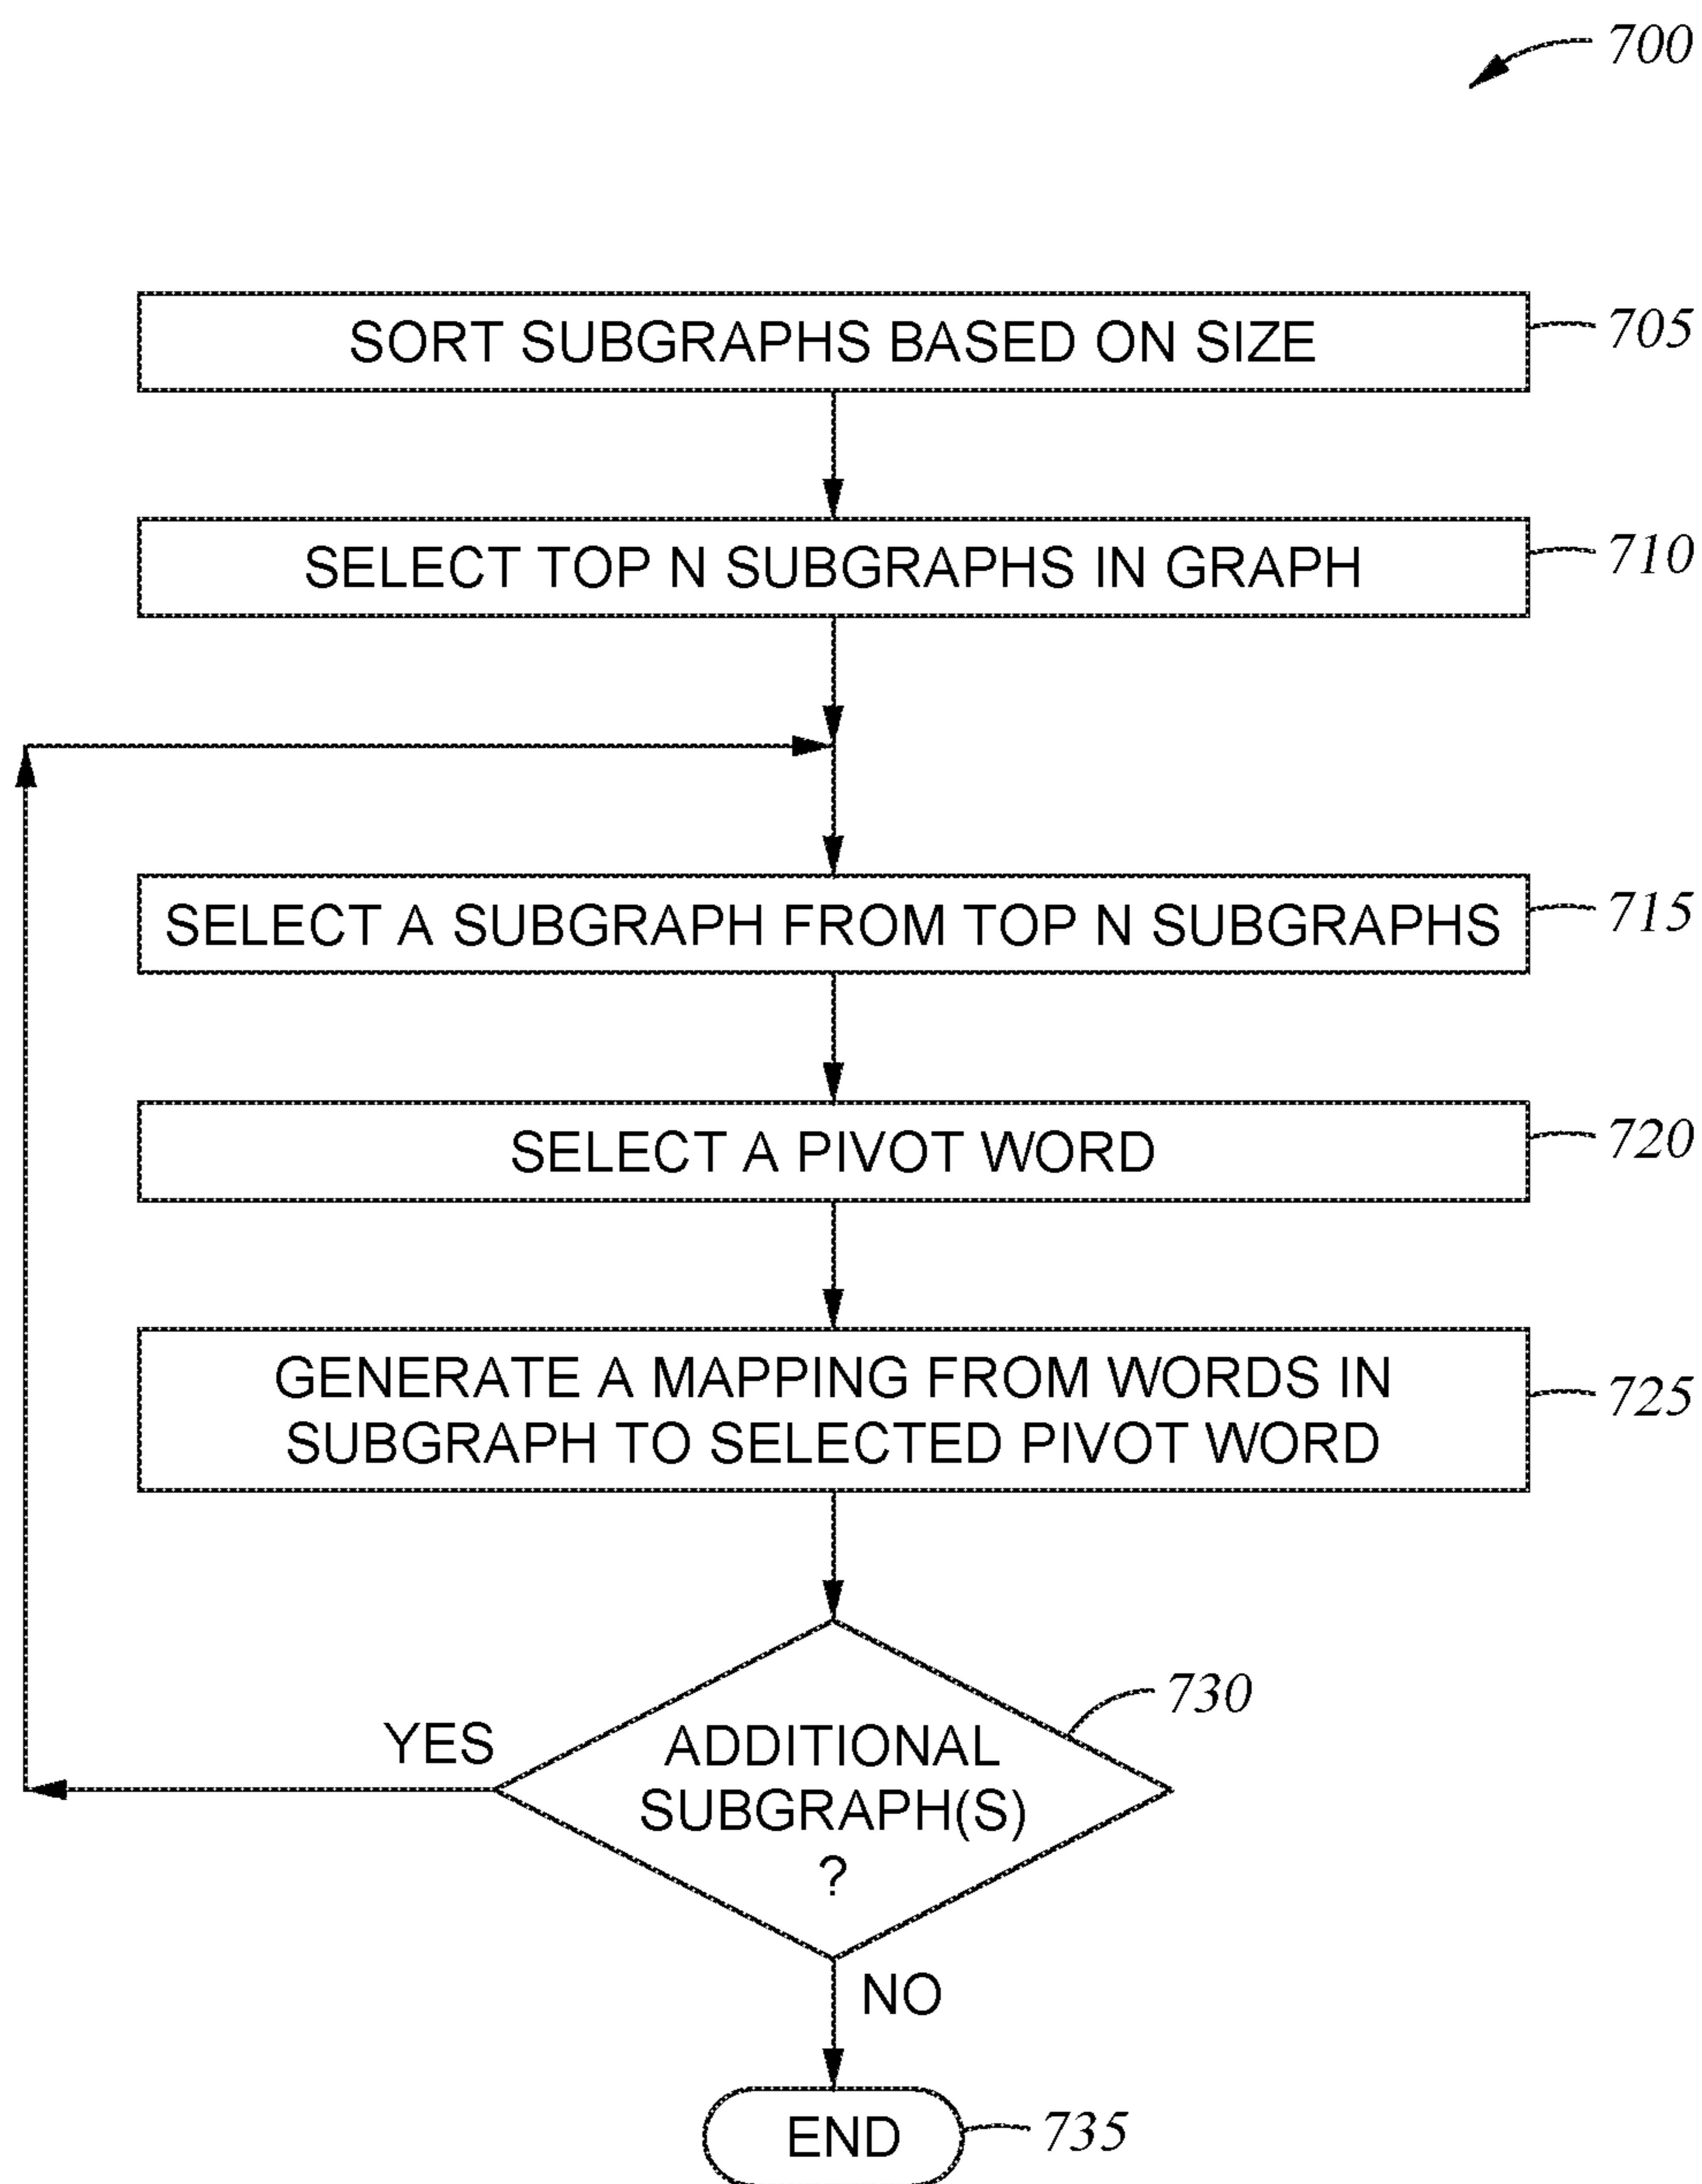 700
SORT SUBGRAPHS BASED ON SIZE
705
SELECT TOP N SUBGRAPHS IN GRAPH
710
SELECT A SUBGRAPH FROM TOP N SUBGRAPHS
715
SELECT A PIVOT WORD
720
GENERATE A MAPPING FROM WORDS IN
SUBGRAPH TO SELECTED PIVOT WORD
725
730
YES
ADDITIONAL
SUBGRAPH(S)
?
NO
END
735